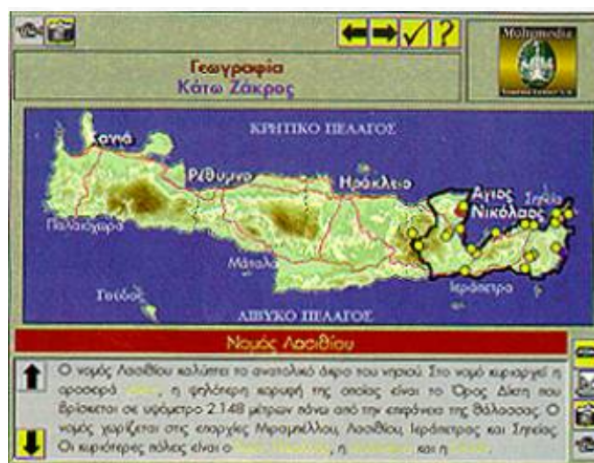 Multimedia
Γεωγραφία
Κάτω Ζάκρος
ΚΡΗΤΙΚΟ ΠΕΛΑΓΟΣ
Χανιά
Ρέθυμνο
Ηράκλειο
Άγιος
Νικόλαος
Σητεία
Παλαιόχωρα
Μάταλα
Ιεράπετρα
Γαύδος
ΛΙΒΥΚΟ ΠΕΛΑΓΟΣ
Νομός Λασιθίου
Ο νομός Λασιθίου καλύπτει το ανατολικό άκρο του νησιού. Στο νομό κυριαρχεί η
οροσειρά , η ψηλότερη κορυφή της οποίας είναι το Όρος Δίκτη που
βρίσκεται σε υψόμετρο 2.148 μέτρων πάνω από την επιφάνεια της θάλασσας. Ο
νομός χωρίζεται στις επαρχίες Μιραμπέλλου, Λασιθίου, Ιεράπετρας και Σητείας.
Οι κυριότερες πόλεις είναι ο , η και η